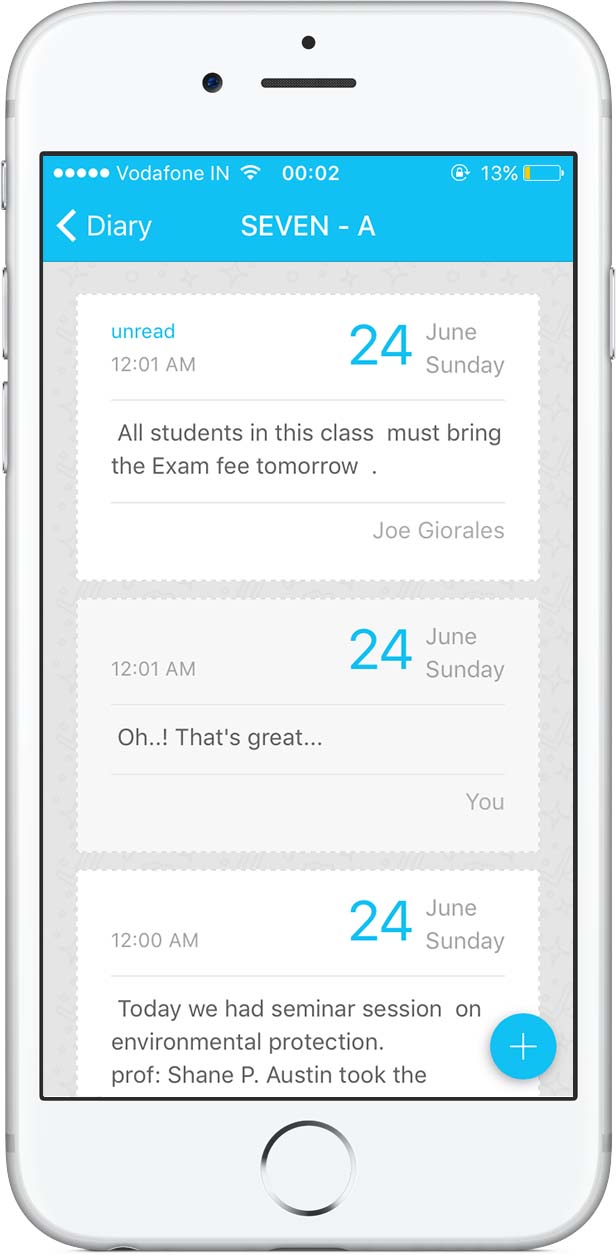 Vodafone IN 00:02 13%
Diary SEVEN - A
unread 24 June
12:01 AM Sunday
All students in this class  must bring
the Exam fee tomorrow  .
Joe Giorales
24 June
12:01 AM Sunday
Oh..! That's great...
You
24 June
12:00 AM Sunday
Today we had seminar session  on
environmental protection.
prof: Shane P. Austin took the